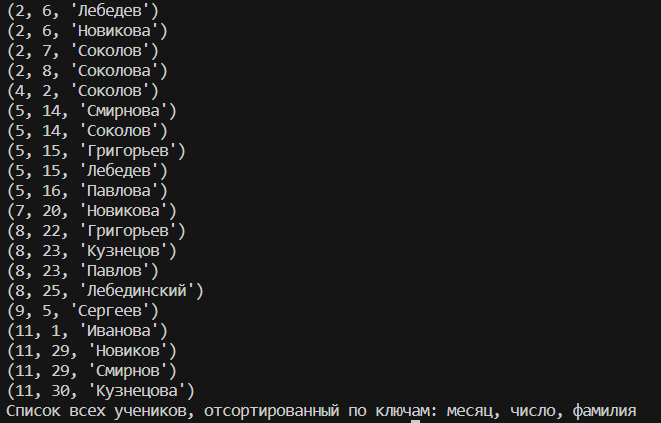 (2, 6, 'Лебедев')
(2, 6, 'Новикова')
(2, 7, 'Соколов')
(2, 8, 'Соколова')
(4, 2, 'Соколов')
(5, 14, 'Смирнова')
(5, 14, 'Соколов')
(5, 15, 'Григорьев')
(5, 15, 'Лебедев')
(5, 16, 'Павлова')
(7, 20, 'Новикова')
(8, 22, 'Григорьев')
(8, 23, 'Кузнецов')
(8, 23, 'Павлов')
(8, 25, 'Лебединский')
(9, 5, 'Сергеев')
(11, 1, 'Иванова')
(11, 29, 'Новиков')
(11, 29, 'Смирнов')
(11, 30, 'Кузнецова')
Список всех учеников, отсортированный по ключам: месяц, число, фамилия